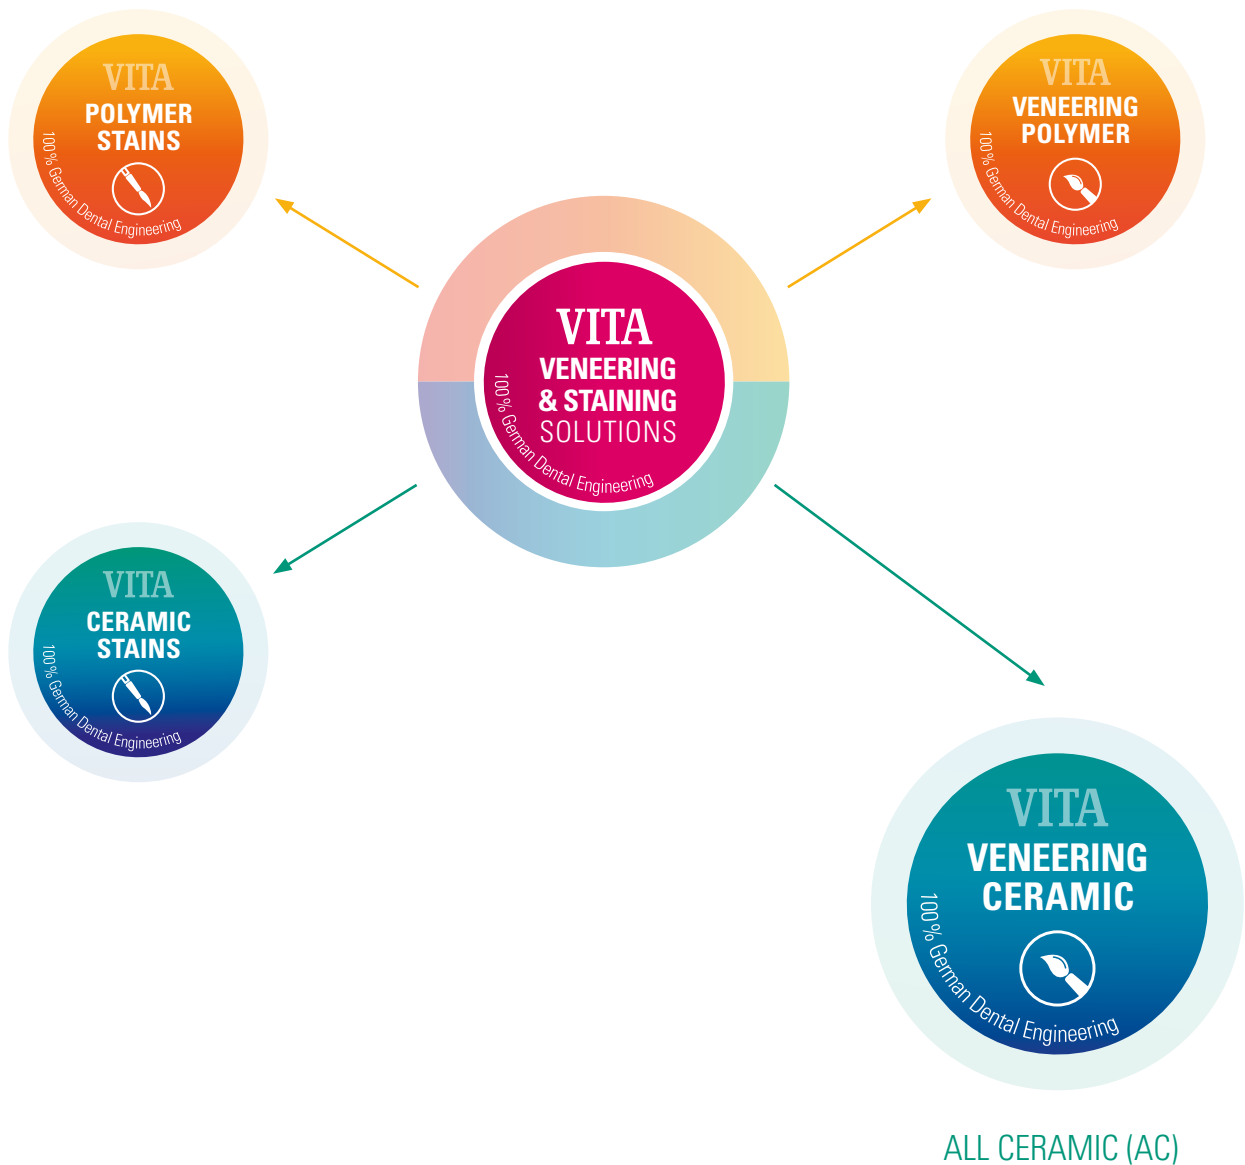 VITA
POLYMER
STAINS
100% German Dental Engineering
VITA
VENEERING
POLYMER
100% German Dental Engineering
VITA
VENEERING
& STAINING
SOLUTIONS
100% German Dental Engineering
VITA
CERAMIC
STAINS
100% German Dental Engineering
VITA
VENEERING
CERAMIC
100% German Dental Engineering
ALL CERAMIC (AC)